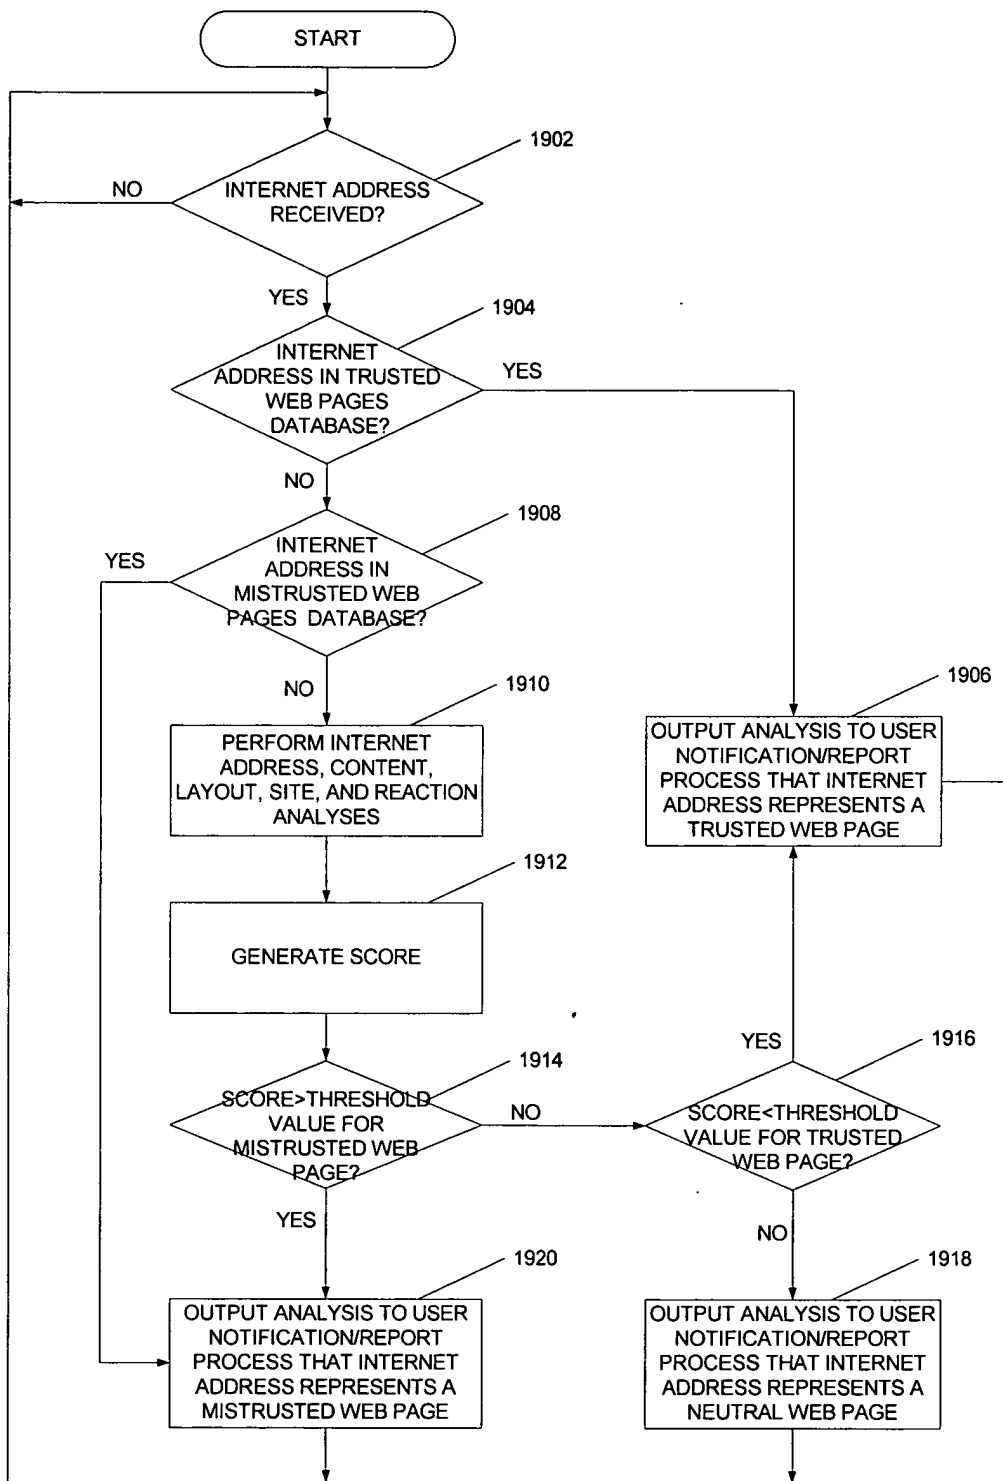 START
1902
INTERNET ADDRESS
RECEIVED?
NO
YES
1904
INTERNET
ADDRESS IN TRUSTED
WEB PAGES
DATABASE?
YES
NO
1908
INTERNET
ADDRESS IN
MISTRUSTED WEB
PAGES DATABASE?
YES
NO
1910
PERFORM INTERNET
ADDRESS, CONTENT,
LAYOUT, SITE, AND REACTION
ANALYSES
1906
OUTPUT ANALYSIS TO USER
NOTIFICATION/REPORT
PROCESS THAT INTERNET
ADDRESS REPRESENTS A
TRUSTED WEB PAGE
1912
GENERATE SCORE
1914
SCORE>THRESHOLD
VALUE FOR
MISTRUSTED WEB
PAGE?
NO
YES
1916
SCORE<THRESHOLD
VALUE FOR TRUSTED
WEB PAGE?
YES
NO
1920
OUTPUT ANALYSIS TO USER
NOTIFICATION/REPORT
PROCESS THAT INTERNET
ADDRESS REPRESENTS A
MISTRUSTED WEB PAGE
1918
OUTPUT ANALYSIS TO USER
NOTIFICATION/REPORT
PROCESS THAT INTERNET
ADDRESS REPRESENTS A
NEUTRAL WEB PAGE